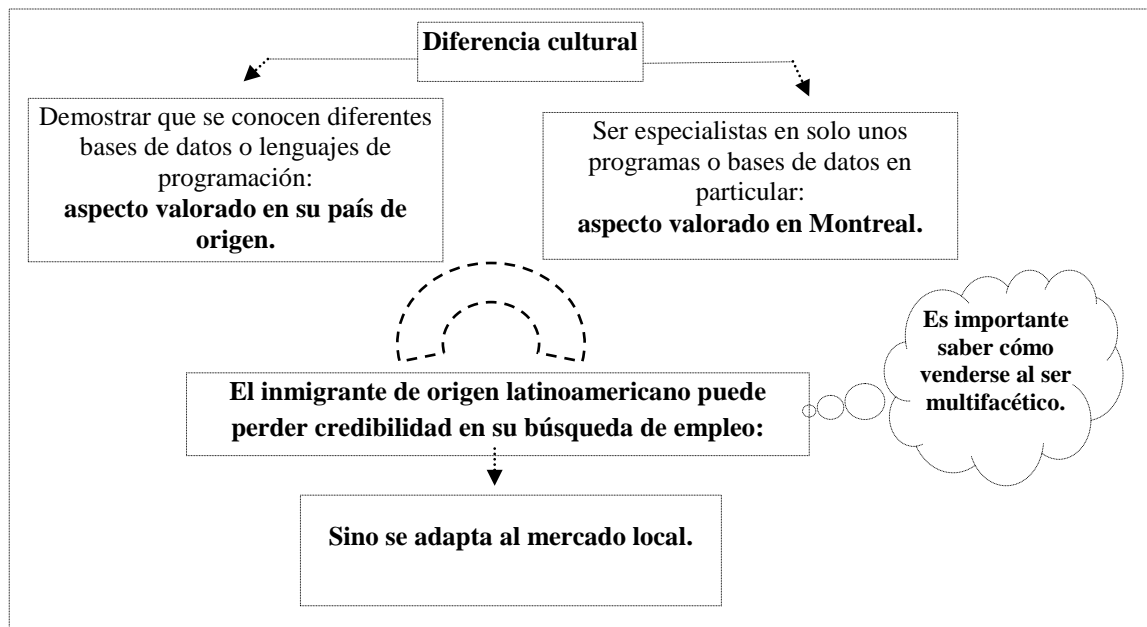 Diferencia cultural
Demostrar que se conocen diferentes
bases de datos o lenguajes de
programación:
aspecto valorado en su país de
origen.
Ser especialistas en solo unos
programas o bases de datos en
particular:
aspecto valorado en Montreal.
Es importante
saber cómo
venderse al ser
multifacético.
El inmigrante de origen latinoamericano puede
perder credibilidad en su búsqueda de empleo:
Sino se adapta al mercado local.